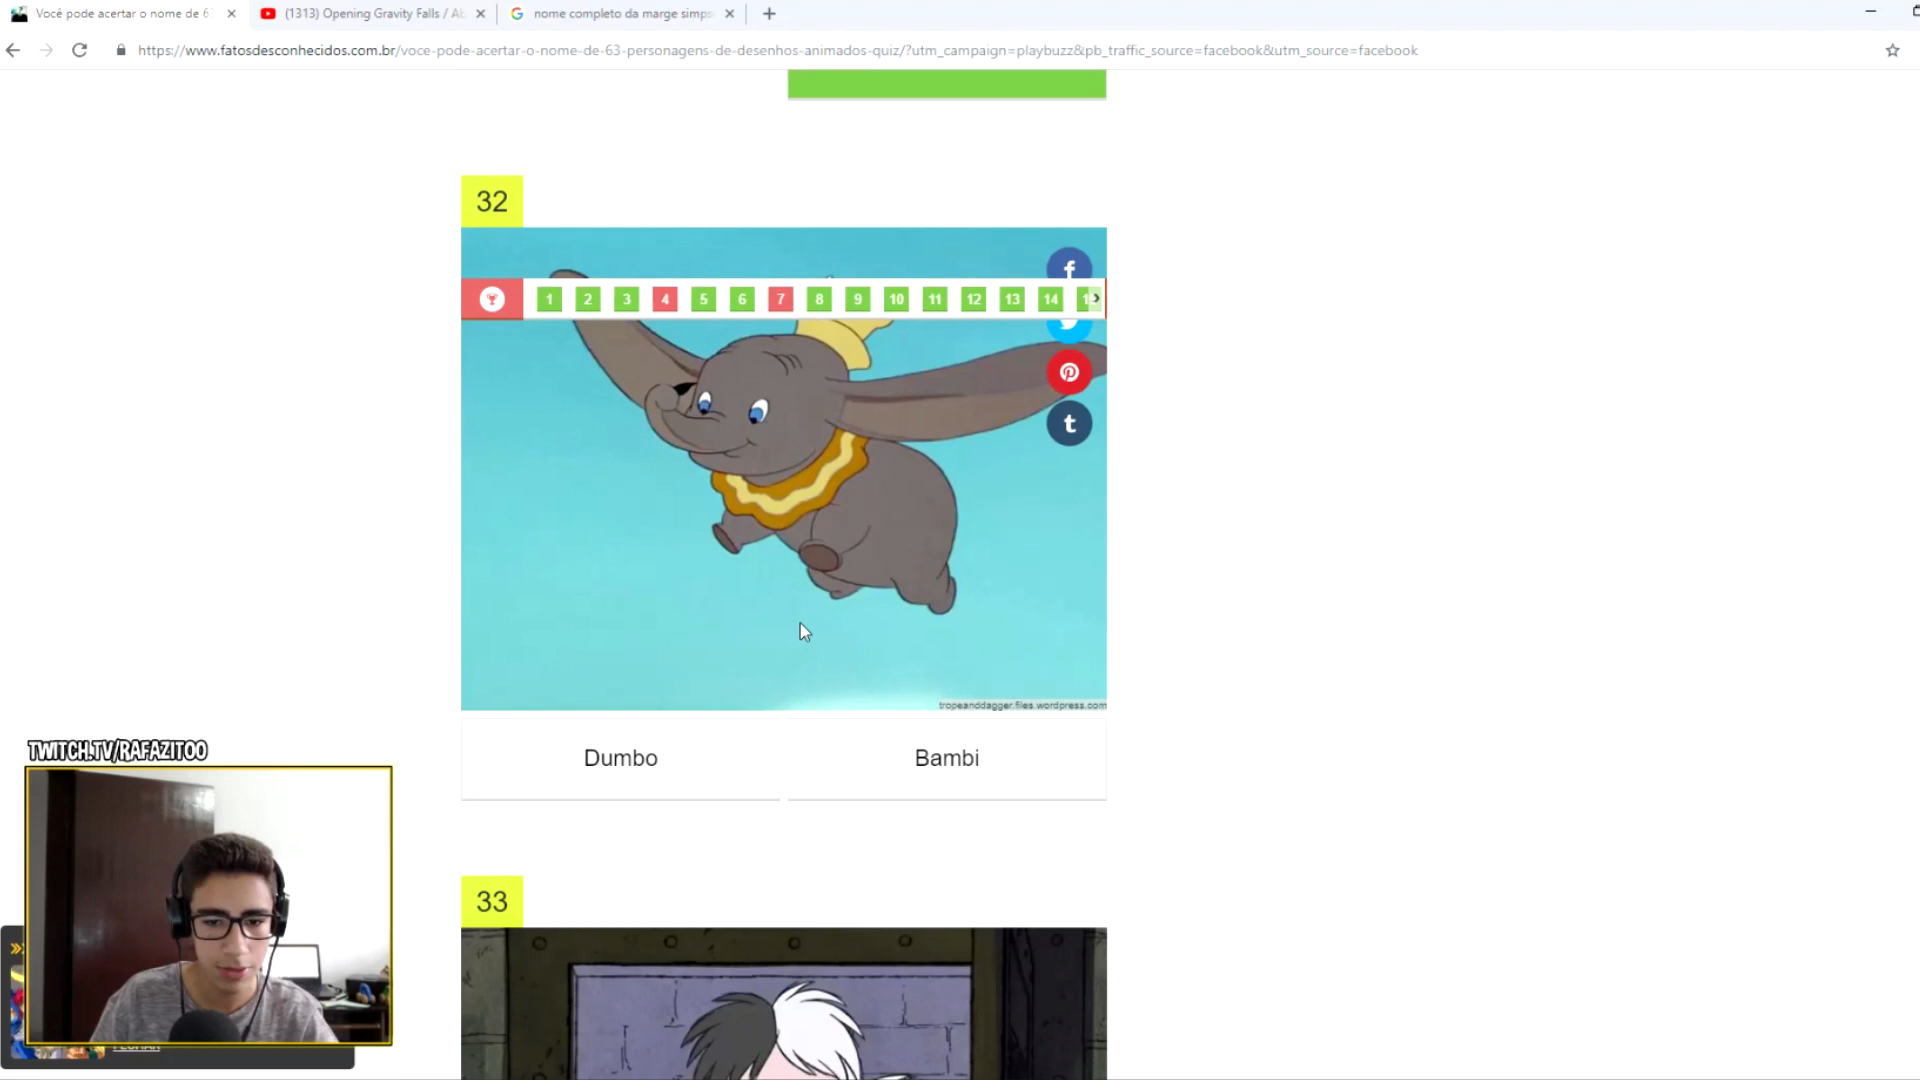 Você pode acertar o nome de 6
(1313) Opening Gravity Falls / Ab
nome completo da marge simps
https://www.fatosdesconhecidos.com.br/voce-pode-acertar-o-nome-de-63-personagens-de-desenhos-animados-quiz/?utm_campaign=playbuzz&pb_traffic_source=facebook&utm_source=facebook
32
1 2 3 4 5 6 7 8 9 10 11 12 13 14
tropeanddagger.files.wordpress.com
Dumbo
Bambi
33
TWITCH.TV/RAFAZITOO